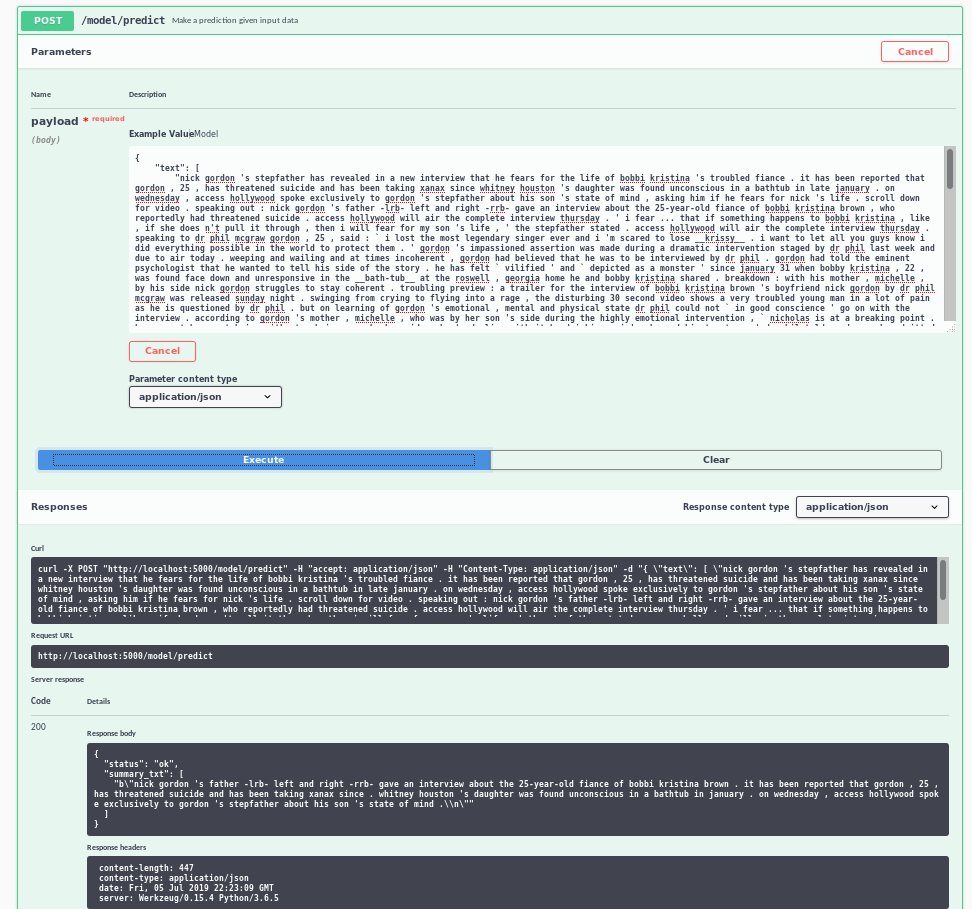 POST /model/predict Make a prediction given input data
Parameters
Cancel
Name Description
payload * required
(body)
Example Value Model
{
"text": [
"nick gordon 's stepfather has revealed in a new interview that he fears for the life of bobbi kristina 's troubled fiance . it has been reported that
gordon , 25 , has threatened suicide and has been taking xanax since whitney houston 's daughter was found unconscious in a bathtub in late january . on
wednesday , access hollywood spoke exclusively to gordon 's stepfather about his son 's state of mind , asking him if he fears for nick 's life . scroll down
for video . speaking out : nick gordon 's father -lrb- left and right -rrb- gave an interview about the 25-year-old fiance of bobbi kristina brown , who
reportedly had threatened suicide . access hollywood will air the complete interview thursday . ' i fear ... that if something happens to bobbi kristina , like
, if she does n't pull it through , then i will fear for my son 's life , ' the stepfather stated . access hollywood will air the complete interview thursday .
speaking to dr phil mcgraw gordon , 25 , said : ` i lost the most legendary singer ever and i 'm scared to lose __krissy__ . i want to let all you guys know i
did everything possible in the world to protect them . ' gordon 's impassioned assertion was made during a dramatic intervention staged by dr phil last week and
due to air today . weeping and wailing and at times incoherent , gordon had believed that he was to be interviewed by dr phil . gordon had told the eminent
psychologist that he wanted to tell his side of the story . he has felt ` vilified ' and ` depicted as a monster ' since january 31 when bobby kristina , 22 ,
was found face down and unresponsive in the __bath-tub__ at the roswell , georgia home he and bobby kristina shared . breakdown : with his mother , michelle ,
by his side nick gordon struggles to stay coherent . troubling preview : a trailer for the interview of bobbi kristina brown 's boyfriend nick gordon by dr phil
mcgraw was released sunday night . swinging from crying to flying into a rage , the disturbing 30 second video shows a very troubled young man in a lot of pain
as he is questioned by dr phil . but on learning of gordon 's emotional , mental and physical state dr phil could not ` in good conscience ' go on with the
interview . according to gordon 's mother , michelle , who was by her son 's side during the highly emotional intervention , ` nicholas is at a breaking point .
Cancel
Parameter content type
application/json
Execute Clear
Responses
Response content type application/json
Curl
curl -X POST "http://localhost:5000/model/predict" -H "accept: application/json" -H "Content-Type: application/json" -d "{ \"text\": [ \"nick gordon 's stepfather has revealed in
a new interview that he fears for the life of bobbi kristina 's troubled fiance . it has been reported that gordon , 25 , has threatened suicide and has been taking xanax since
whitney houston 's daughter was found unconscious in a bathtub in late january . on wednesday , access hollywood spoke exclusively to gordon 's stepfather about his son 's state
of mind , asking him if he fears for nick 's life . scroll down for video . speaking out : nick gordon 's father -lrb- left and right -rrb- gave an interview about the 25-year-
old fiance of bobbi kristina brown , who reportedly had threatened suicide . access hollywood will air the complete interview thursday . ' i fear ... that if something happens to
Request URL
http://localhost:5000/model/predict
Server response
Code Details
200
Response body
{
"status": "ok",
"summary_txt": [
"b\"nick gordon 's father -lrb- left and right -rrb- gave an interview about the 25-year-old fiance of bobbi kristina brown . it has been reported that gordon , 25 ,
has threatened suicide and has been taking xanax since . whitney houston 's daughter was found unconscious in a bathtub in january . on wednesday , access hollywood spok
e exclusively to gordon 's stepfather about his son 's state of mind .\\n\""
]
}
Response headers
content-length: 447
content-type: application/json
date: Fri, 05 Jul 2019 22:23:09 GMT
server: Werkzeug/0.15.4 Python/3.6.5